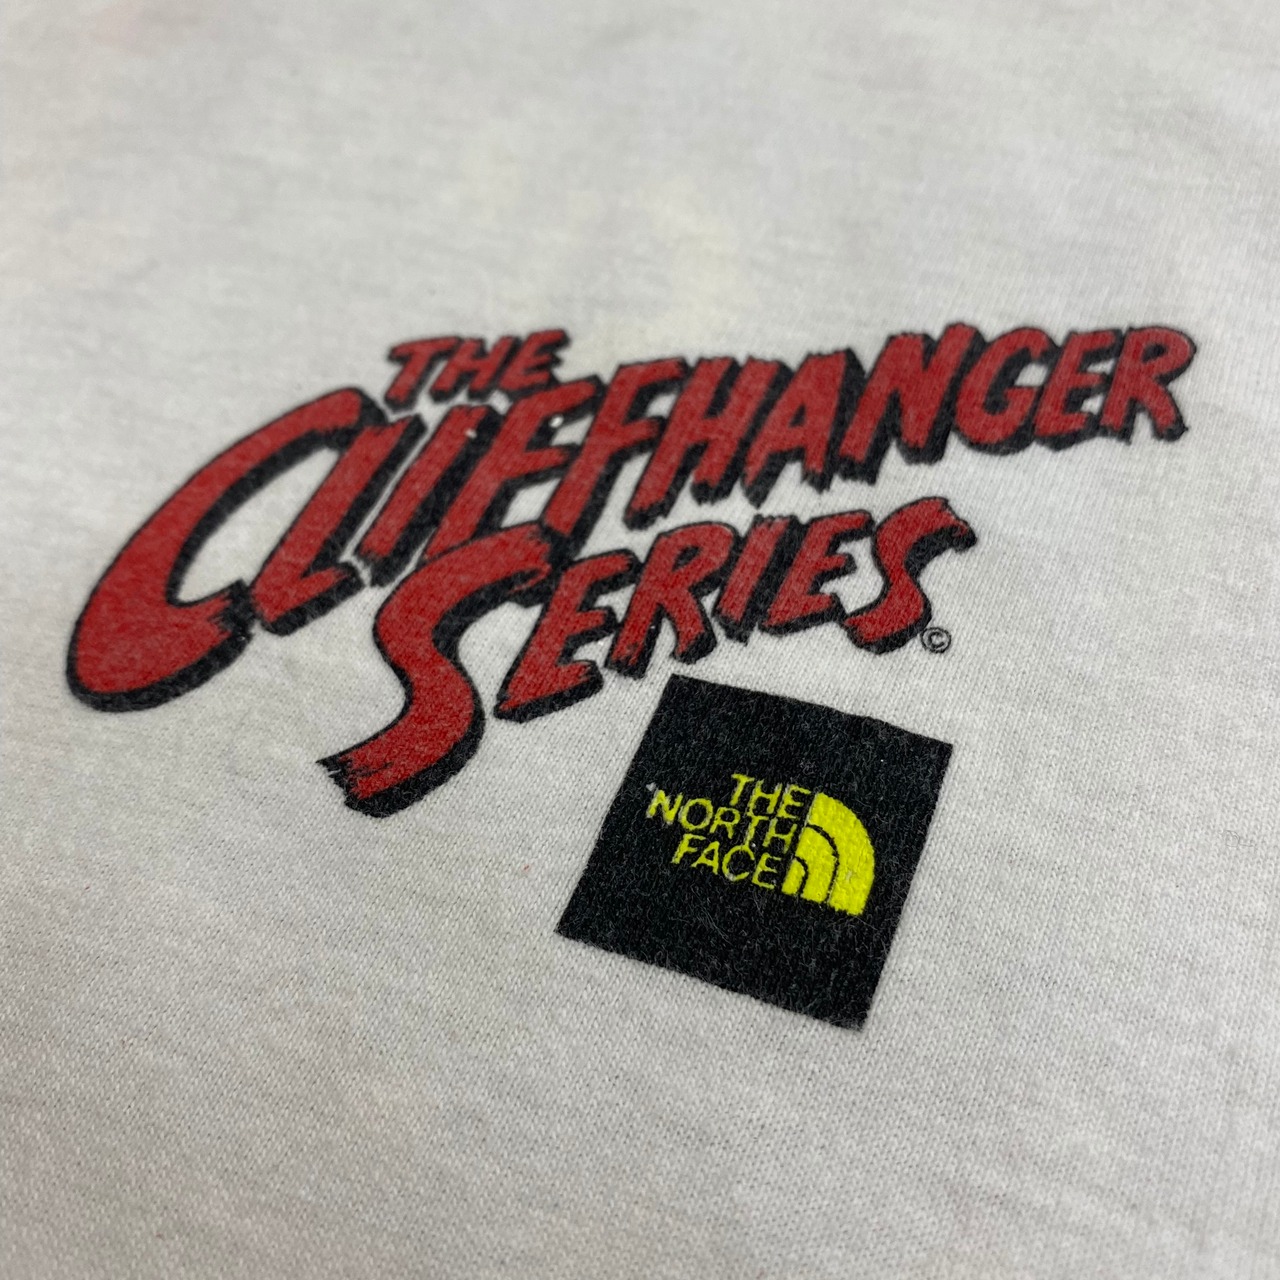 THE
CLIFFHANGER
SERIES ©
THE
NORTH
FACE